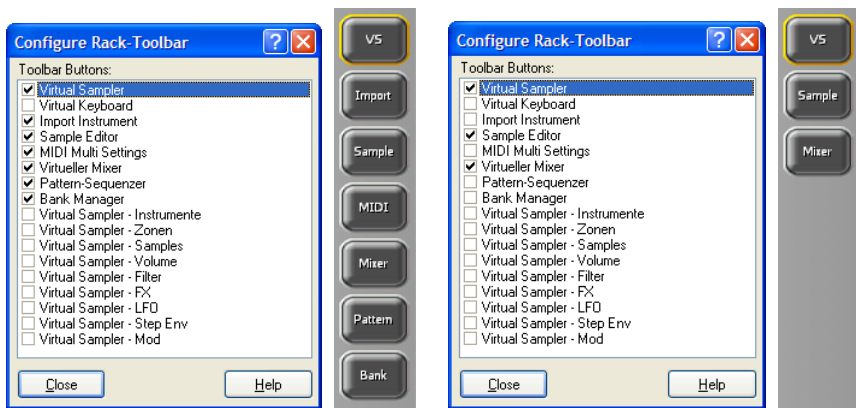 Configure Rack-Toolbar
Toolbar Buttons:
Virtual Sampler
Virtual Keyboard
Import Instrument
Sample Editor
MIDI Multi Settings
Virtueller Mixer
Pattern-Sequenzer
Bank Manager
Virtual Sampler - Instrumente
Virtual Sampler - Zonen
Virtual Sampler - Samples
Virtual Sampler - Volume
Virtual Sampler - Filter
Virtual Sampler - FX
Virtual Sampler - LFO
Virtual Sampler - Step Env
Virtual Sampler - Mod
Close
Help
VS
Import
Sample
MIDI
Mixer
Pattern
Bank
Configure Rack-Toolbar
Toolbar Buttons:
Virtual Sampler
Virtual Keyboard
Import Instrument
Sample Editor
MIDI Multi Settings
Virtueller Mixer
Pattern-Sequenzer
Bank Manager
Virtual Sampler - Instrumente
Virtual Sampler - Zonen
Virtual Sampler - Samples
Virtual Sampler - Volume
Virtual Sampler - Filter
Virtual Sampler - FX
Virtual Sampler - LFO
Virtual Sampler - Step Env
Virtual Sampler - Mod
Close
Help
VS
Sample
Mixer